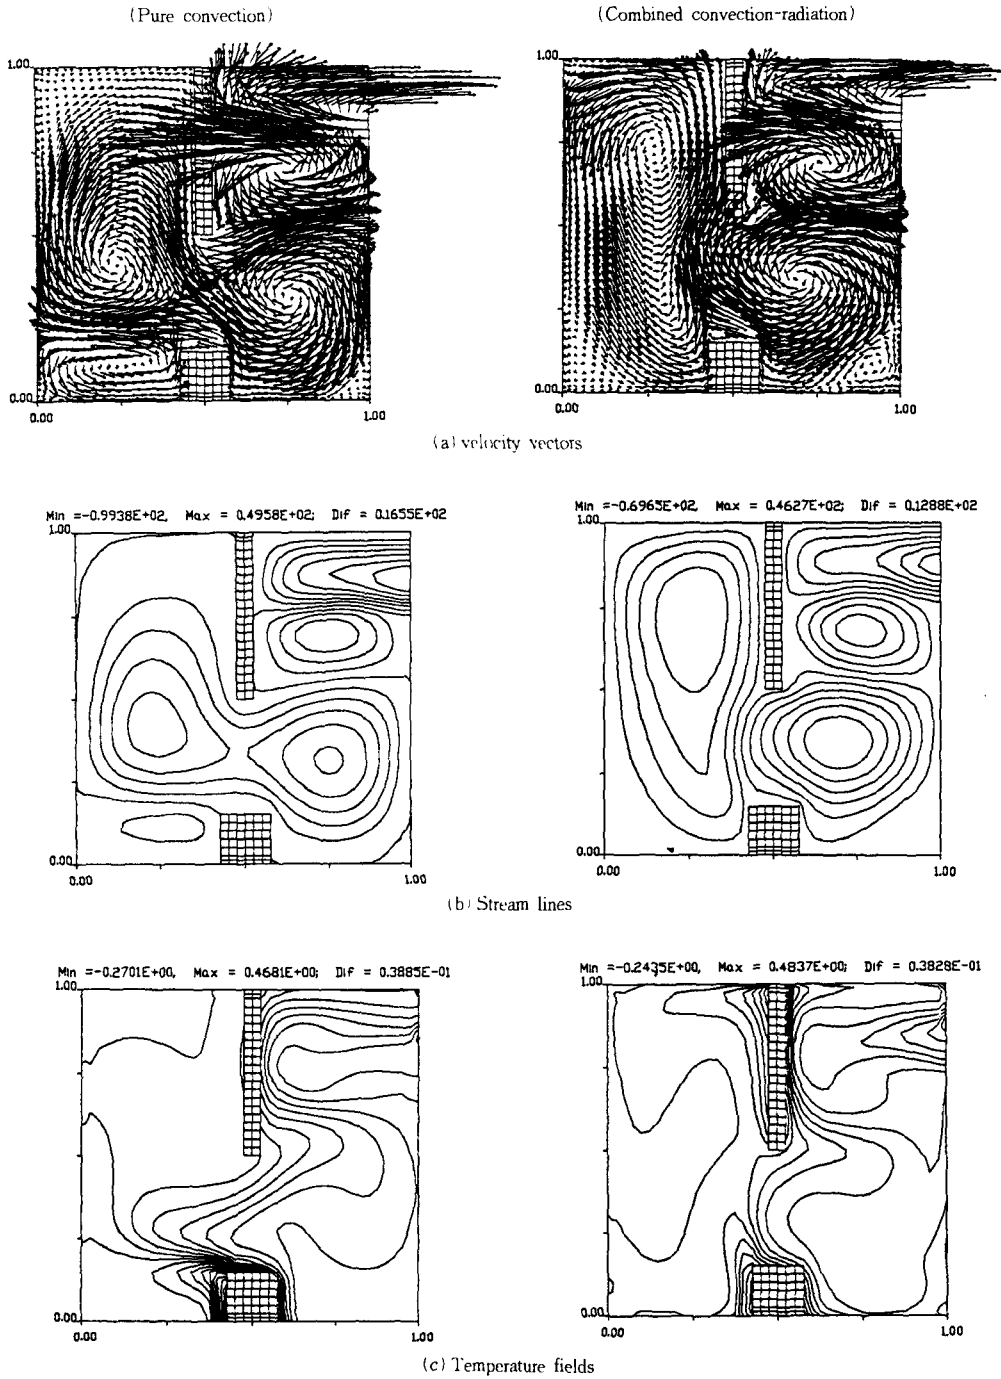 (Pure convection)
(Combined convection-radiation)
1.00
0.00
0.00
1.00
1.00
0.00
0.00
1.00
(a) velocity vectors
Min =-0.9938E+02, Max = 0.4958E+02; Dif = 0.1655E+02
1.00
0.00
0.00
1.00
Min =-0.6965E+02, Max = 0.4627E+02; Dif = 0.1288E+02
1.00
0.00
0.00
1.00
(b) Stream lines
Min =-0.2701E+00, Max = 0.4681E+00; Dif = 0.3885E-01
1.00
0.00
0.00
1.00
Min =-0.2435E+00, Max = 0.4837E+00; Dif = 0.3828E-01
1.00
0.00
0.00
1.00
(c) Temperature fields